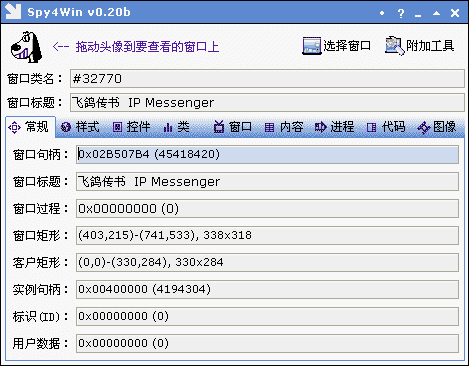 Spy4Win v0.20b
<-- 拖动头像到要查看的窗口上 选择窗口 附加工具
窗口类名： #32770
窗口标题： 飞鸽传书 IP Messenger
常规 样式 控件 类 窗口 内容 进程 代码 图像
窗口句柄： 0x02B507B4 (45418420)
窗口标题： 飞鸽传书 IP Messenger
窗口过程： 0x00000000 (0)
窗口矩形： (403,215)-(741,533), 338x318
客户矩形： (0,0)-(330,284), 330x284
实例句柄： 0x00400000 (4194304)
标识(ID)： 0x00000000 (0)
用户数据： 0x00000000 (0)